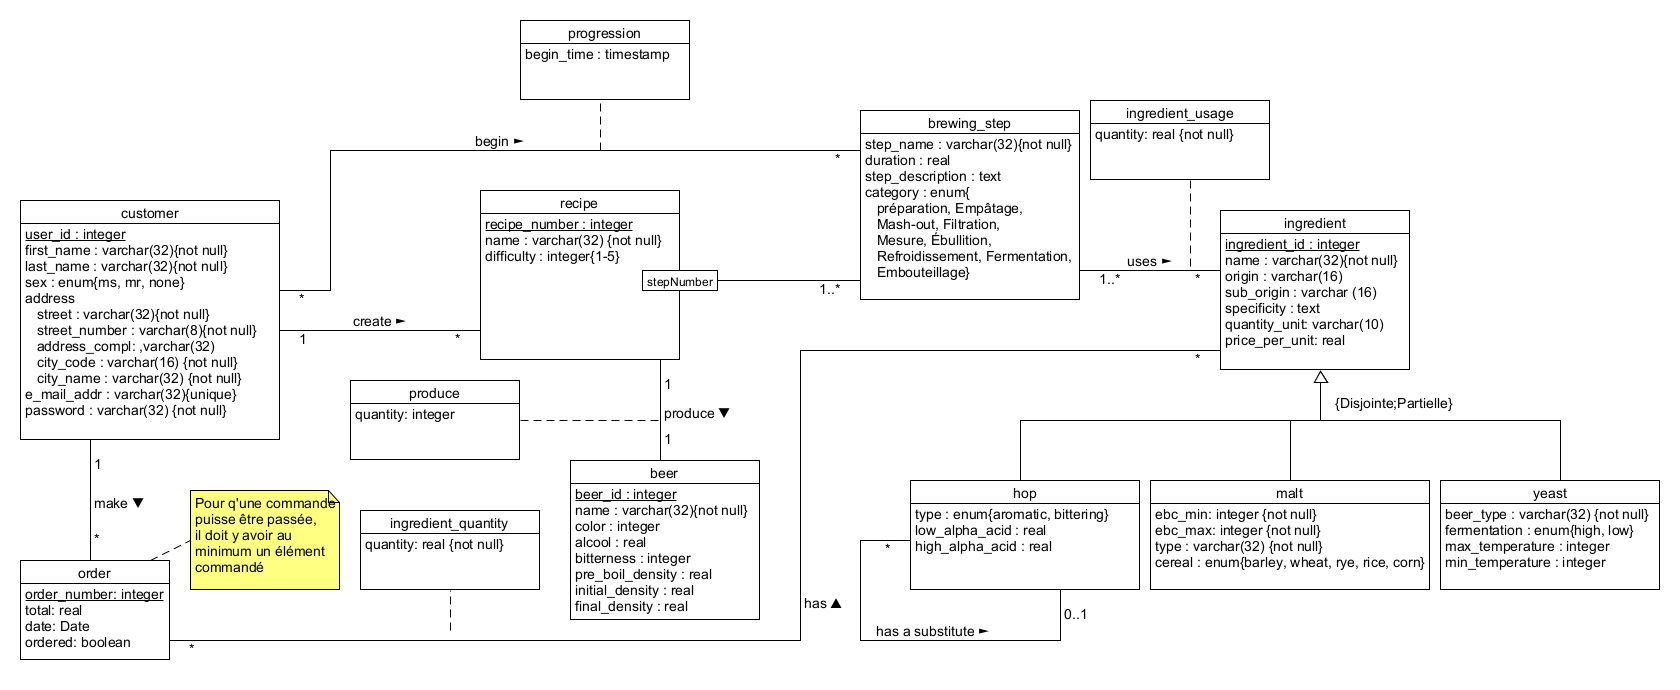 progression
begin_time : timestamp
begin ►
*
*
brewing_step
step_name : varchar(32){not null}
duration : real
step_description : text
category : enum{
préparation, Empâtage,
Mash-out, Filtration,
Mesure, Ébullition,
Refroidissement, Fermentation,
Embouteillage}
ingredient_usage
quantity: real {not null}
customer
user_id : integer
first_name : varchar(32){not null}
last_name : varchar(32){not null}
sex : enum{ms, mr, none}
address
street : varchar(32){not null}
street_number : varchar(8){not null}
address_compl: ,varchar(32)
city_code : varchar(16) {not null}
city_name : varchar(32) {not null}
e_mail_addr : varchar(32){unique}
password : varchar(32) {not null}
create ►
1
*
recipe
recipe_number : integer
name : varchar(32) {not null}
difficulty : integer{1-5}
stepNumber
1..*
uses ►
1..*
*
ingredient
ingredient_id : integer
name : varchar(32){not null}
origin : varchar(16)
sub_origin : varchar (16)
specificity : text
quantity_unit: varchar(10)
price_per_unit: real
*
{Disjointe;Partielle}
produce
quantity: integer
1
produce ▼
1
beer
beer_id : integer
name : varchar(32){not null}
color : integer
alcool : real
bitterness : integer
pre_boil_density : real
initial_density : real
final_density : real
1
make ▼
*
Pour q'une commande
puisse être passée,
il doit y avoir au
minimum un élément
commandé
ingredient_quantity
quantity: real {not null}
order
order_number: integer
total: real
date: Date
ordered: boolean
*
has ▲
hop
type : enum{aromatic, bittering}
low_alpha_acid : real
high_alpha_acid : real
*
has a substitute ►
0..1
malt
ebc_min: integer {not null}
ebc_max: integer {not null}
type : varchar(32) {not null}
cereal : enum{barley, wheat, rye, rice, corn}
yeast
beer_type : varchar(32) {not null}
fermentation : enum{high, low}
max_temperature : integer
min_temperature : integer